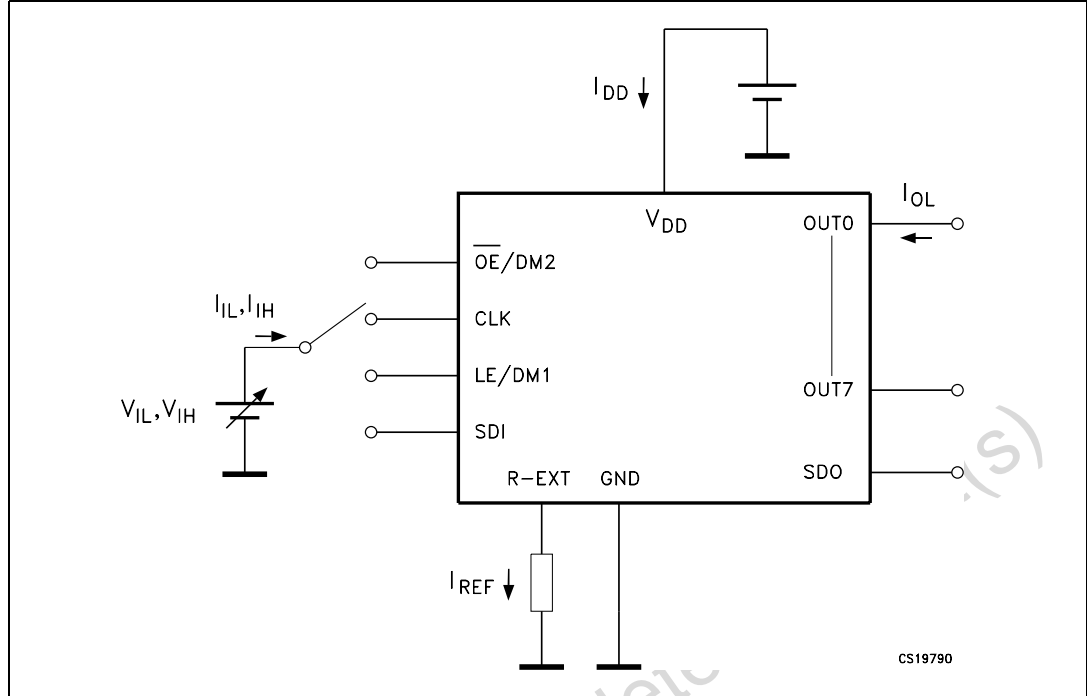 I_DD
V_DD
OUT0
I_OL
OE/DM2
I_IL,I_IH
CLK
LE/DM1
OUT7
V_IL,V_IH
SDI
SDO
R-EXT
GND
I_REF
CS19790
(s)